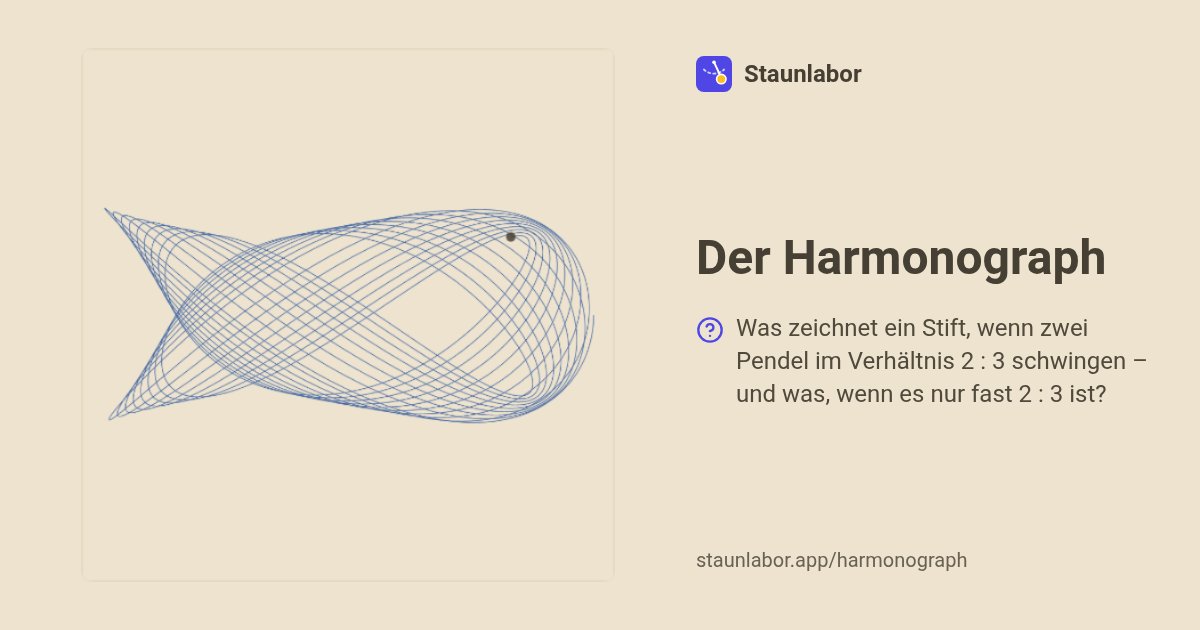 Staunlabor
Der Harmonograph
Was zeichnet ein Stift, wenn zwei
Pendel im Verhältnis 2 : 3 schwingen –
und was, wenn es nur fast 2 : 3 ist?
staunlabor.app/harmonograph